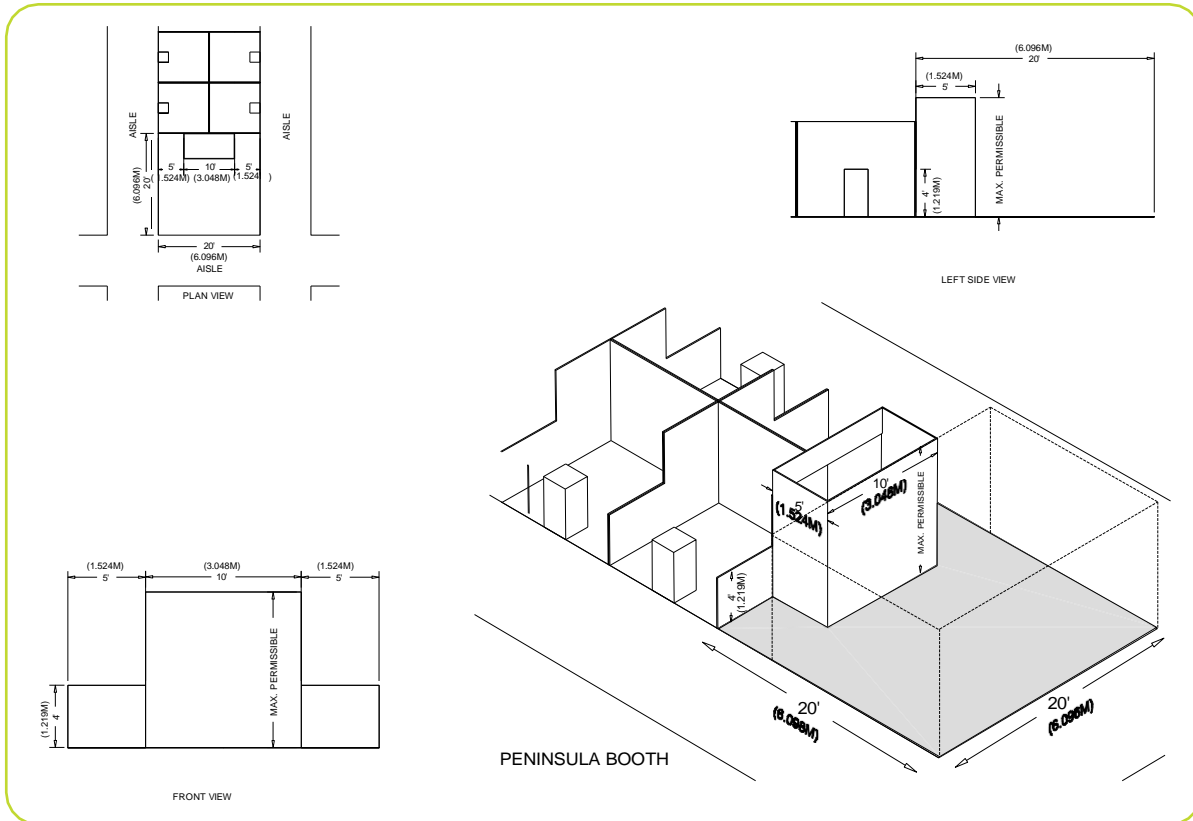 AISLE
AISLE
5'
10'
5'
(1.524M)
(3.048M)
(1.524 )
20'
(6.096M)
20'
(6.096M)
AISLE
PLAN VIEW
(6.096M)
20'
(1.524M)
5'
MAX. PERMISSIBLE
4'
(1.219M)
LEFT SIDE VIEW
(1.524M)
5'
(3.048M)
10'
(1.524M)
5'
MAX. PERMISSIBLE
(1.219M)
4'
FRONT VIEW
5'
(1.524M)
10'
(3.048M)
MAX. PERMISSIBLE
4'
(1.219M)
20'
(6.096M)
20'
(6.096M)
PENINSULA BOOTH